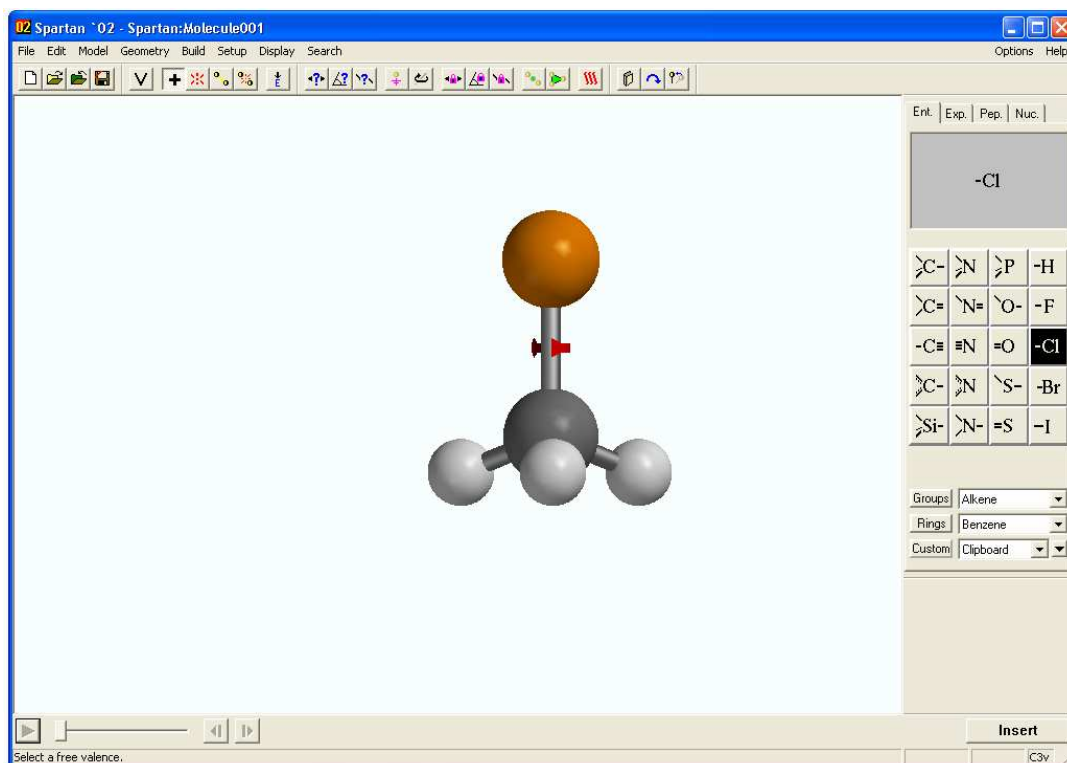 02 Spartan `02 - Spartan:Molecule001
File Edit Model Geometry Build Setup Display Search Options Help
V + E ? ? ?
Ent. Exp. Pep. Nuc.
-Cl
C- N P -H
C= N= O- -F
-C≡ ≡N =O -Cl
C- N S- -Br
Si- N- =S -I
Groups Alkene
Rings Benzene
Custom Clipboard
Insert
Select a free valence. C3v